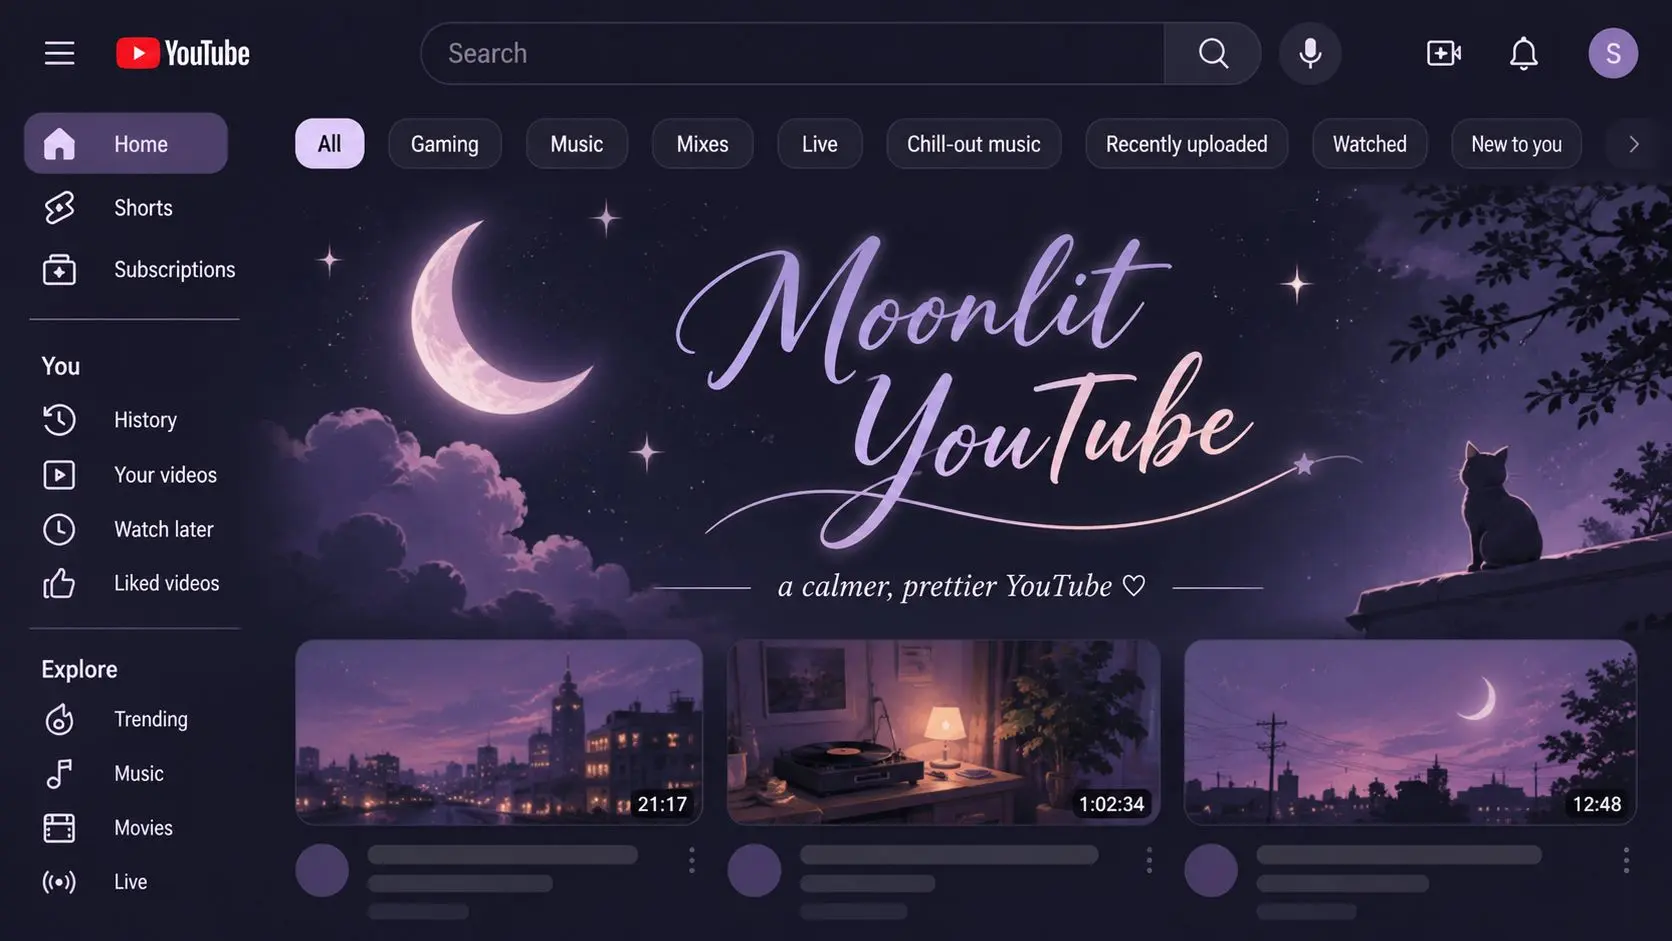 YouTube
Search
S
Home
Shorts
Subscriptions
You
History
Your videos
Watch later
Liked videos
Explore
Trending
Music
Movies
Live
All
Gaming
Music
Mixes
Live
Chill-out music
Recently uploaded
Watched
New to you
Moonlit
YouTube
a calmer, prettier YouTube ♡
21:17
1:02:34
12:48